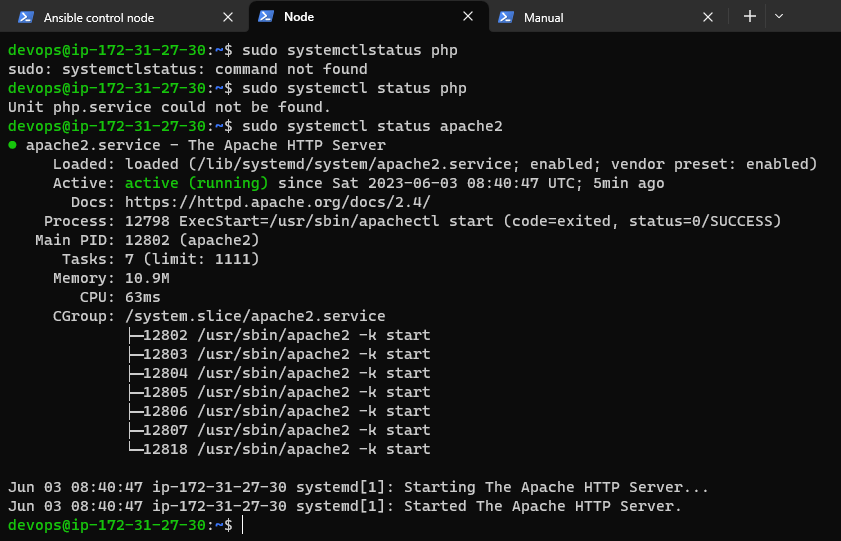 Ansible control node
Node
Manual
devops@ip-172-31-27-30:~$ sudo systemctlstatus php
sudo: systemctlstatus: command not found
devops@ip-172-31-27-30:~$ sudo systemctl status php
Unit php.service could not be found.
devops@ip-172-31-27-30:~$ sudo systemctl status apache2
● apache2.service - The Apache HTTP Server
Loaded: loaded (/lib/systemd/system/apache2.service; enabled; vendor preset: enabled)
Active: active (running) since Sat 2023-06-03 08:40:47 UTC; 5min ago
Docs: https://httpd.apache.org/docs/2.4/
Process: 12798 ExecStart=/usr/sbin/apachectl start (code=exited, status=0/SUCCESS)
Main PID: 12802 (apache2)
Tasks: 7 (limit: 1111)
Memory: 10.9M
CPU: 63ms
CGroup: /system.slice/apache2.service
├─12802 /usr/sbin/apache2 -k start
├─12803 /usr/sbin/apache2 -k start
├─12804 /usr/sbin/apache2 -k start
├─12805 /usr/sbin/apache2 -k start
├─12806 /usr/sbin/apache2 -k start
├─12807 /usr/sbin/apache2 -k start
└─12818 /usr/sbin/apache2 -k start
Jun 03 08:40:47 ip-172-31-27-30 systemd[1]: Starting The Apache HTTP Server...
Jun 03 08:40:47 ip-172-31-27-30 systemd[1]: Started The Apache HTTP Server.
devops@ip-172-31-27-30:~$